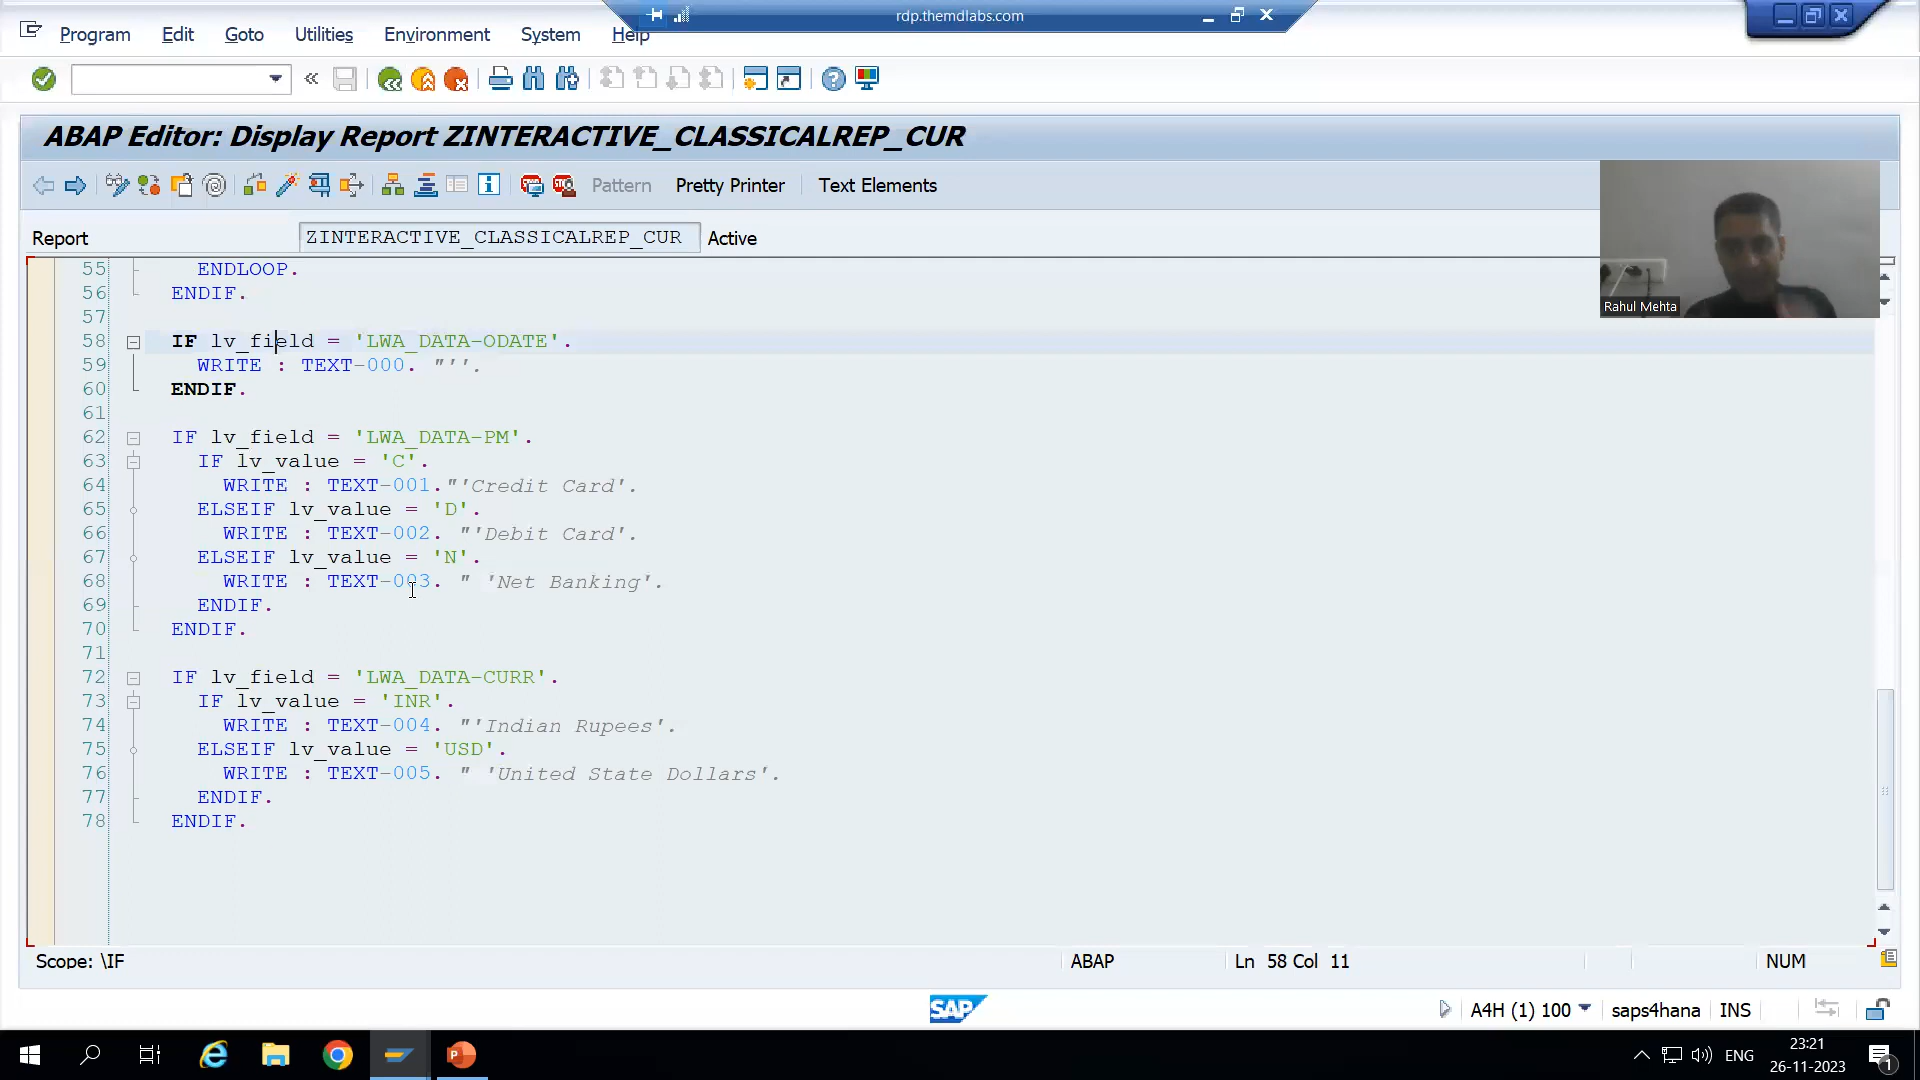 rdp.themdlabs.com
Program Edit Goto Utilities Environment System Help
«
ABAP Editor: Display Report ZINTERACTIVE_CLASSICALREP_CUR
Pattern Pretty Printer Text Elements
Report ZINTERACTIVE_CLASSICALREP_CUR Active
Rahul Mehta
55 ENDLOOP.
56 ENDIF.
57
58 IF lv_field = 'LWA_DATA-ODATE'.
59 WRITE : TEXT-000. "''.
60 ENDIF.
61
62 IF lv_field = 'LWA_DATA-PM'.
63 IF lv_value = 'C'.
64 WRITE : TEXT-001."'Credit Card'.
65 ELSEIF lv_value = 'D'.
66 WRITE : TEXT-002. "'Debit Card'.
67 ELSEIF lv_value = 'N'.
68 WRITE : TEXT-003. " 'Net Banking'.
69 ENDIF.
70 ENDIF.
71
72 IF lv_field = 'LWA_DATA-CURR'.
73 IF lv_value = 'INR'.
74 WRITE : TEXT-004. "'Indian Rupees'.
75 ELSEIF lv_value = 'USD'.
76 WRITE : TEXT-005. " 'United State Dollars'.
77 ENDIF.
78 ENDIF.
Scope: \IF ABAP Ln 58 Col 11 NUM
SAP A4H (1) 100 saps4hana INS
ENG 23:21
26-11-2023 1